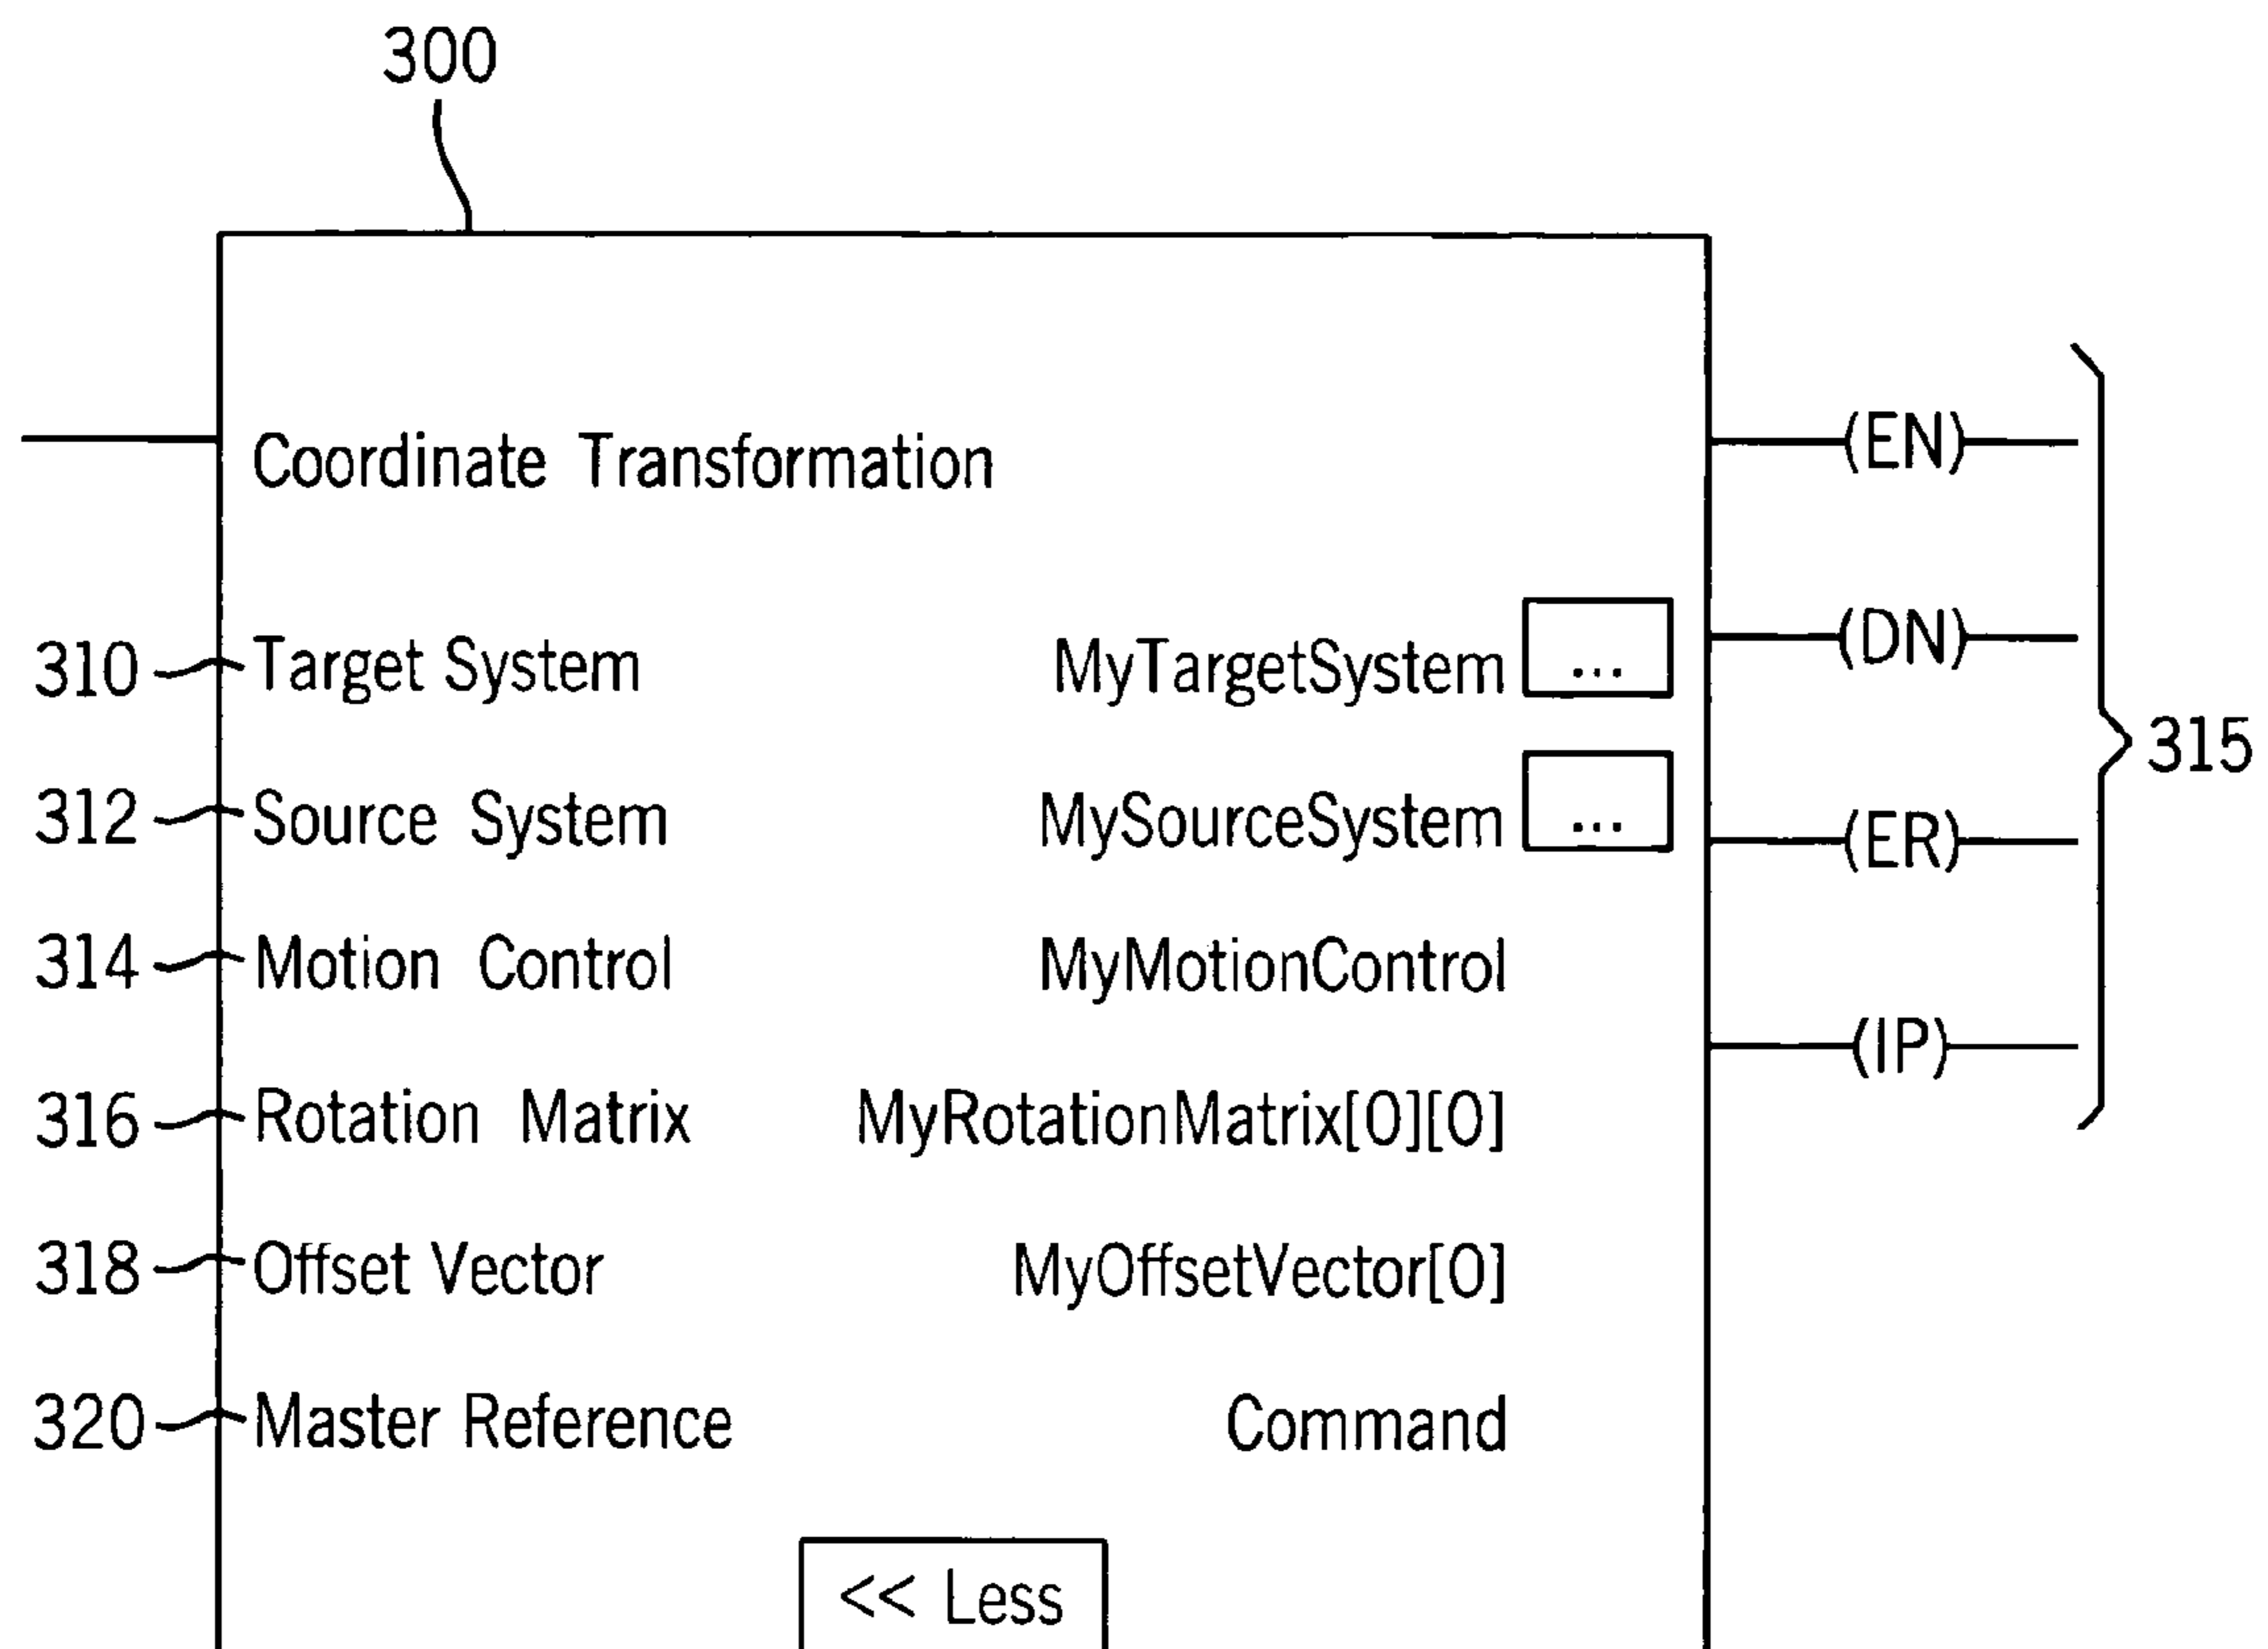 300
Coordinate Transformation
(EN)
310 Target System MyTargetSystem ...
(DN)
315
312 Source System MySourceSystem ...
(ER)
314 Motion Control MyMotionControl
(IP)
316 Rotation Matrix MyRotationMatrix[0][0]
318 Offset Vector MyOffsetVector[0]
320 Master Reference Command
<< Less